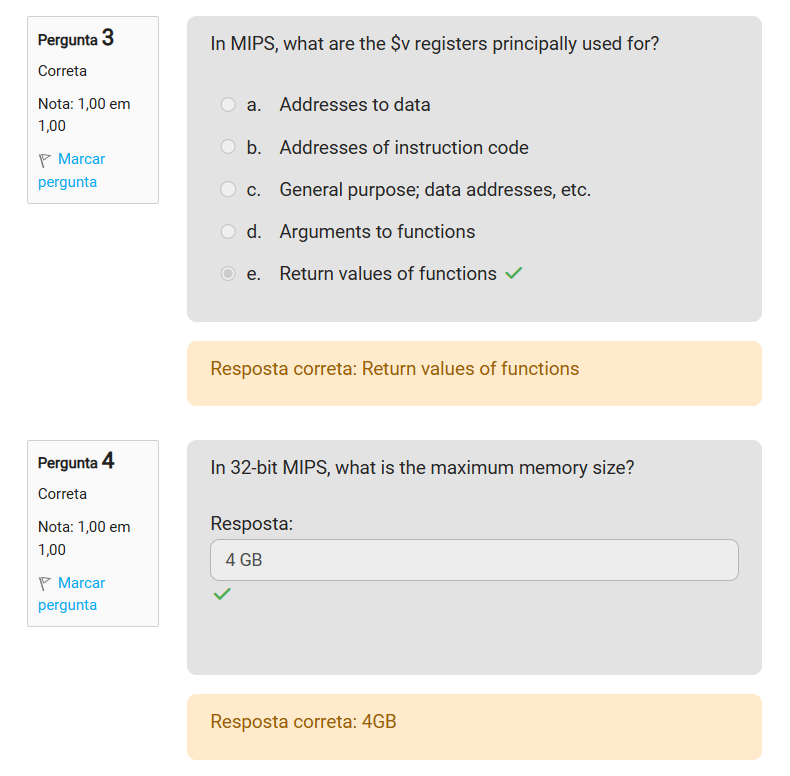 Pergunta 3
Correta
Nota: 1,00 em
1,00
Marcar
pergunta
In MIPS, what are the $v registers principally used for?
a. Addresses to data
b. Addresses of instruction code
c. General purpose; data addresses, etc.
d. Arguments to functions
e. Return values of functions
Resposta correta: Return values of functions
Pergunta 4
Correta
Nota: 1,00 em
1,00
Marcar
pergunta
In 32-bit MIPS, what is the maximum memory size?
Resposta:
4 GB
Resposta correta: 4GB